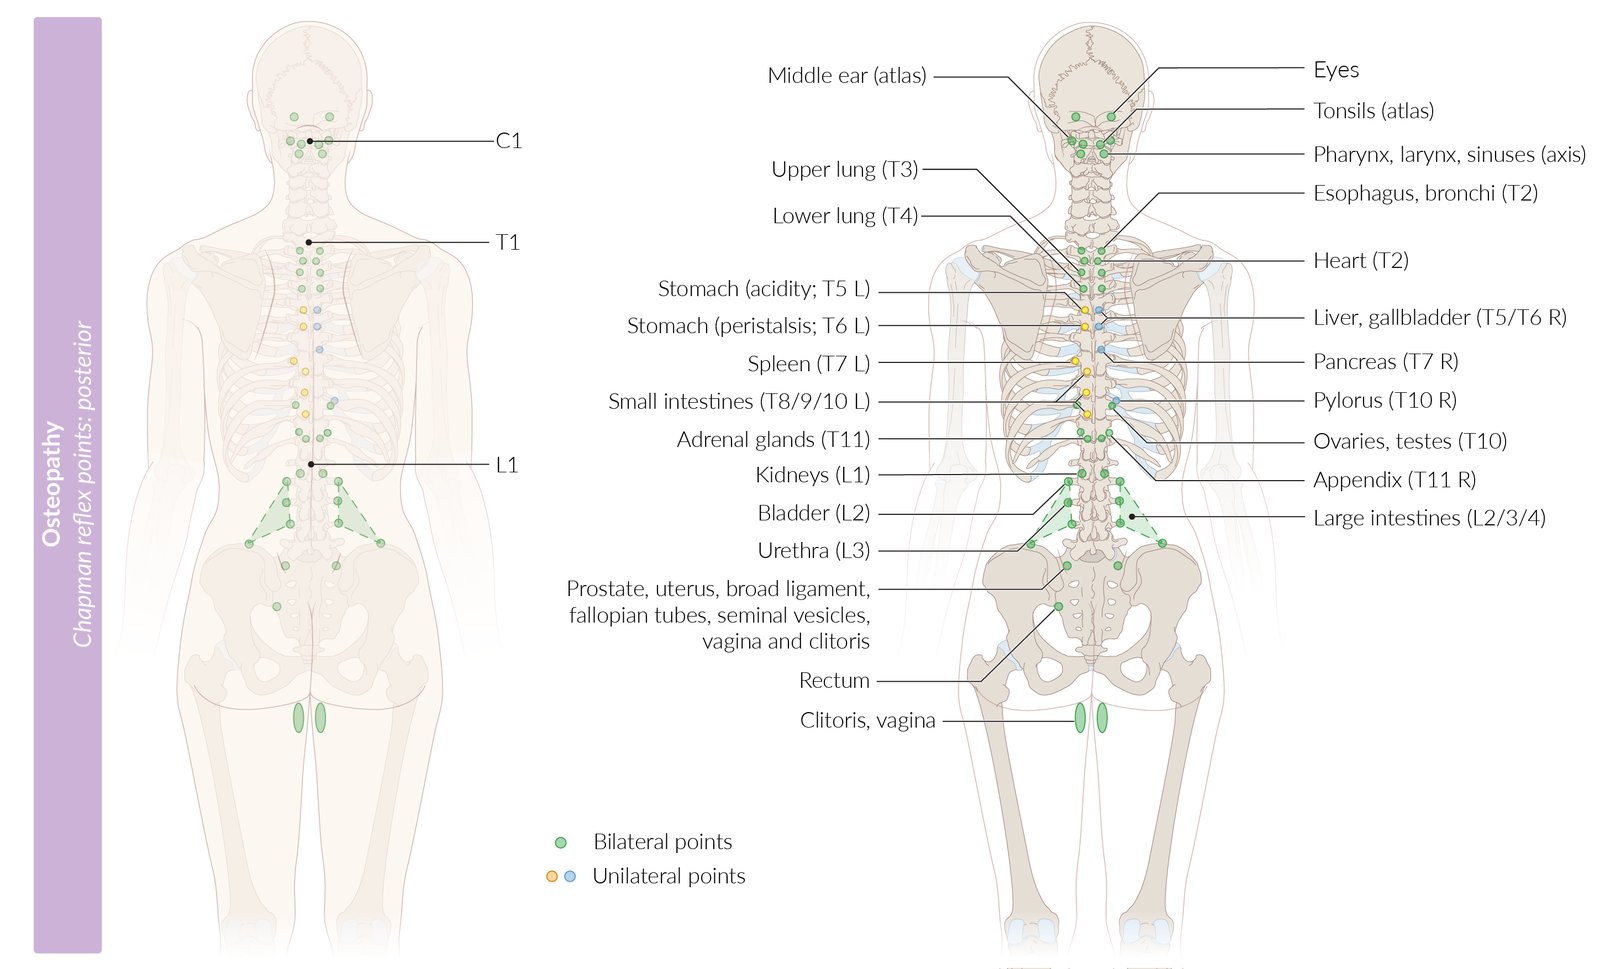 Osteopathy
Chapman reflex points: posterior
C1
T1
L1
Middle ear (atlas)
Upper lung (T3)
Lower lung (T4)
Stomach (acidity; T5 L)
Stomach (peristalsis; T6 L)
Spleen (T7 L)
Small intestines (T8/9/10 L)
Adrenal glands (T11)
Kidneys (L1)
Bladder (L2)
Urethra (L3)
Prostate, uterus, broad ligament,
fallopian tubes, seminal vesicles,
vagina and clitoris
Rectum
Clitoris, vagina
Eyes
Tonsils (atlas)
Pharynx, larynx, sinuses (axis)
Esophagus, bronchi (T2)
Heart (T2)
Liver, gallbladder (T5/T6 R)
Pancreas (T7 R)
Pylorus (T10 R)
Ovaries, testes (T10)
Appendix (T11 R)
Large intestines (L2/3/4)
Bilateral points
Unilateral points